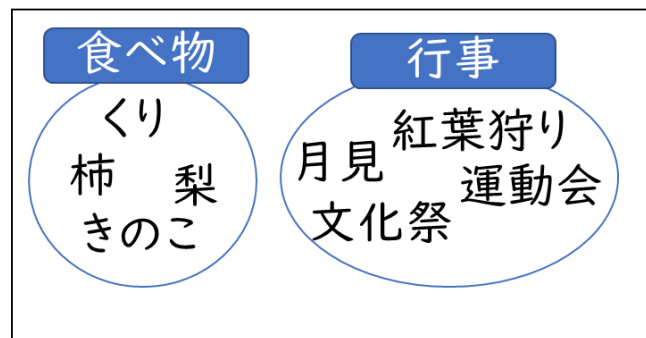 食べ物
くり
柿
梨
きのこ
行事
紅葉狩り
月見
運動会
文化祭